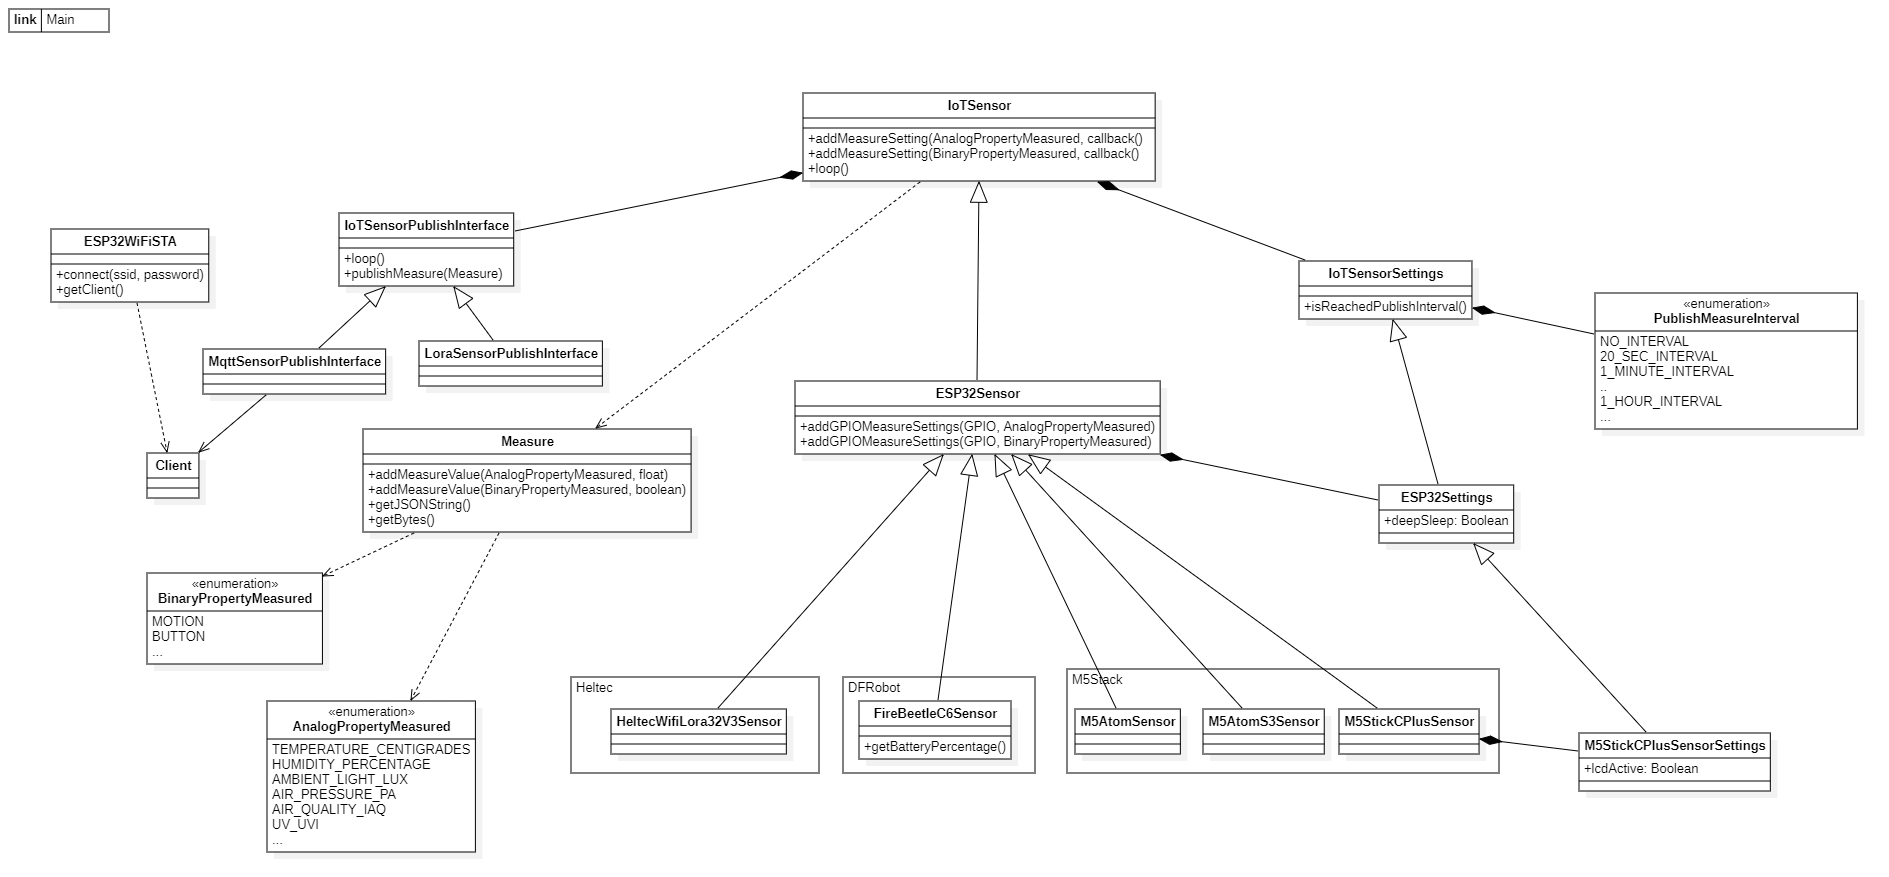 link Main
IoTSensor
+addMeasureSetting(AnalogPropertyMeasured, callback()
+addMeasureSetting(BinaryPropertyMeasured, callback()
+loop()
IoTSensorPublishInterface
+loop()
+publishMeasure(Measure)
ESP32WiFiSTA
+connect(ssid, password)
+getClient()
IoTSensorSettings
+isReachedPublishInterval()
«enumeration»
PublishMeasureInterval
NO_INTERVAL
20_SEC_INTERVAL
1_MINUTE_INTERVAL
..
1_HOUR_INTERVAL
...
MqttSensorPublishInterface
LoraSensorPublishInterface
ESP32Sensor
+addGPIOMeasureSettings(GPIO, AnalogPropertyMeasured)
+addGPIOMeasureSettings(GPIO, BinaryPropertyMeasured)
Client
Measure
+addMeasureValue(AnalogPropertyMeasured, float)
+addMeasureValue(BinaryPropertyMeasured, boolean)
+getJSONString()
+getBytes()
ESP32Settings
+deepSleep: Boolean
«enumeration»
BinaryPropertyMeasured
MOTION
BUTTON
...
«enumeration»
AnalogPropertyMeasured
TEMPERATURE_CENTIGRADES
HUMIDITY_PERCENTAGE
AMBIENT_LIGHT_LUX
AIR_PRESSURE_PA
AIR_QUALITY_IAQ
UV_UVI
...
Heltec
HeltecWifiLora32V3Sensor
DFRobot
FireBeetleC6Sensor
+getBatteryPercentage()
M5Stack
M5AtomSensor
M5AtomS3Sensor
M5StickCPlusSensor
M5StickCPlusSensorSettings
+lcdActive: Boolean